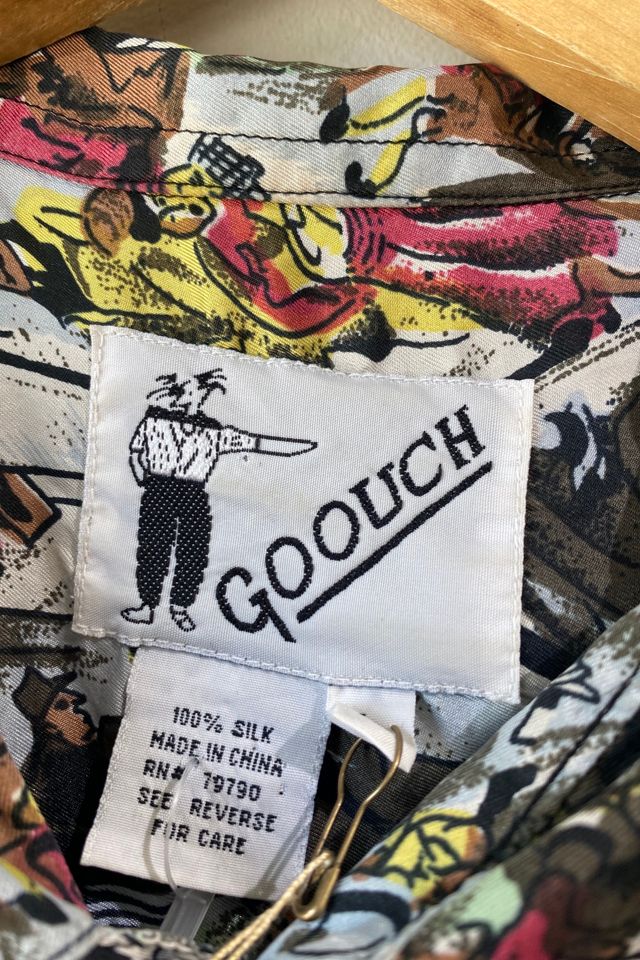 GOOUCH
100% SILK
MADE IN CHINA
RN# 79790
SEE REVERSE
FOR CARE